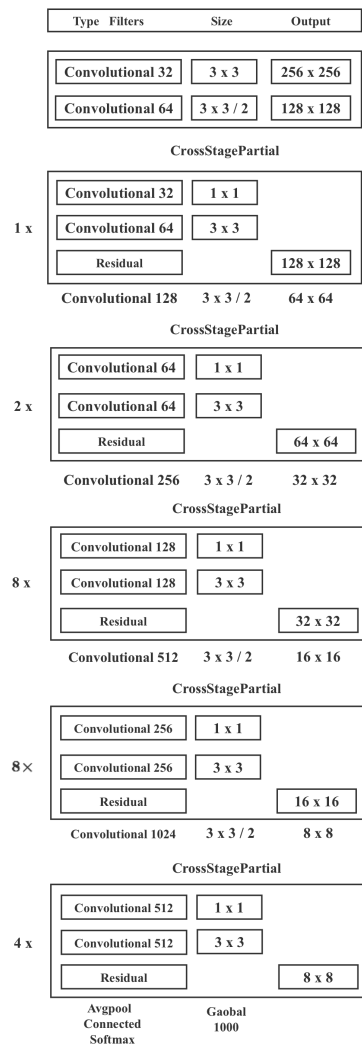 Type Filters Size Output
Convolutional 32 3 x 3 256 x 256
Convolutional 64 3 x 3 / 2 128 x 128
CrossStagePartial
Convolutional 32 1 x 1
1 x Convolutional 64 3 x 3
Residual 128 x 128
Convolutional 128 3 x 3 / 2 64 x 64
CrossStagePartial
Convolutional 64 1 x 1
2 x Convolutional 64 3 x 3
Residual 64 x 64
Convolutional 256 3 x 3 / 2 32 x 32
CrossStagePartial
Convolutional 128 1 x 1
8 x Convolutional 128 3 x 3
Residual 32 x 32
Convolutional 512 3 x 3 / 2 16 x 16
CrossStagePartial
Convolutional 256 1 x 1
8× Convolutional 256 3 x 3
Residual 16 x 16
Convolutional 1024 3 x 3 / 2 8 x 8
CrossStagePartial
Convolutional 512 1 x 1
4 x Convolutional 512 3 x 3
Residual 8 x 8
Avgpool Gaobal
Connected 1000
Softmax